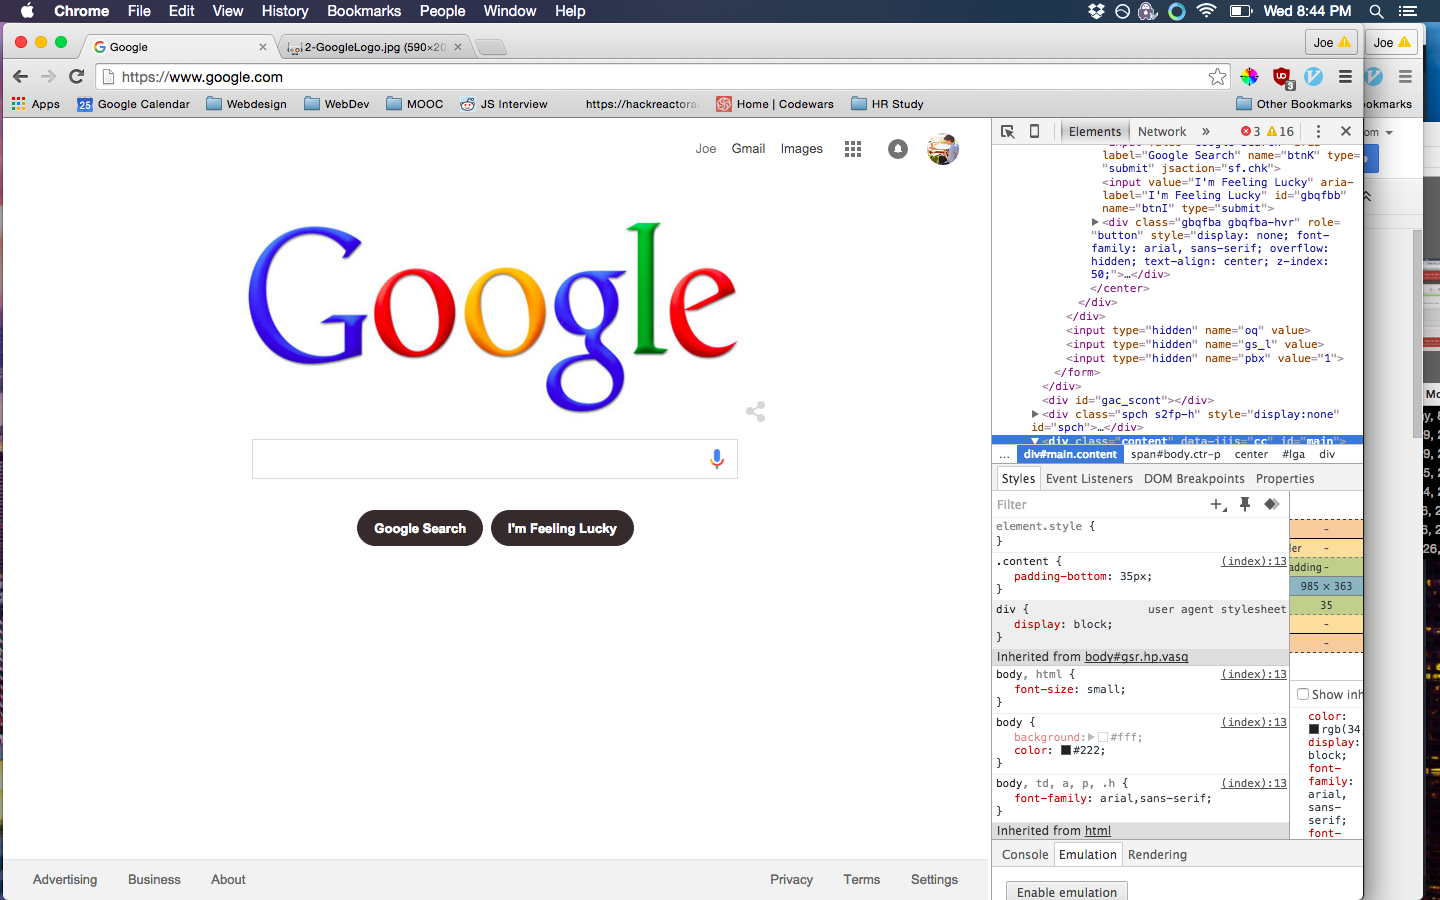 Chrome File Edit View History Bookmarks People Window Help Wed 8:44 PM
Google 2-GoogleLogo.jpg (590×20 Joe Joe
https://www.google.com 3
Apps 25 Google Calendar Webdesign WebDev MOOC JS Interview https://hackreactor Home | Codewars HR Study Other Bookmarks okmarks
Joe Gmail Images
Google
Google Search I'm Feeling Lucky
Advertising Business About Privacy Terms Settings
Elements Network » 3 16
label="Google Search" name="btnK" type=
"submit" jsaction="sf.chk">
<input value="I'm Feeling Lucky" aria-
label="I'm Feeling Lucky" id="gbqfbb"
name="btnI" type="submit">
<div class="gbqfba gbqfba-hvr" role=
"button" style="display: none; font-
family: arial, sans-serif; overflow:
hidden; text-align: center; z-index:
50;">…</div>
</center>
</div>
</div>
<input type="hidden" name="oq" value>
<input type="hidden" name="gs_l" value>
<input type="hidden" name="pbx" value="1">
</form>
</div>
<div id="gac_scont"></div>
<div class="spch s2fp-h" style="display:none"
id="spch">…</div>
<div class="content" data-jiis="cc" id="main">
... div#main.content span#body.ctr-p center #lga div
Styles Event Listeners DOM Breakpoints Properties
Filter
element.style {
}
.content { (index):13
padding-bottom: 35px;
}
div { user agent stylesheet
display: block;
}
Inherited from body#gsr.hp.vasq
body, html { (index):13
font-size: small;
}
body { (index):13
background: #fff;
color: #222;
}
body, td, a, p, .h { (index):13
font-family: arial,sans-serif;
}
Inherited from html
-
ler -
adding -
985 × 363
35
-
-
Show inh
color:
rgb(34
display:
block;
font-
family:
arial,
sans-
serif;
font-
Console Emulation Rendering
Enable emulation
om
Mo